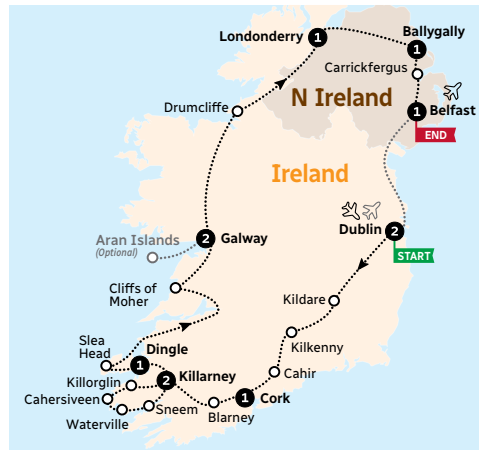 Londonderry
1
Ballygally
1
Carrickfergus
N Ireland
Drumcliffe
1
Belfast
END
Ireland
Aran Islands
(Optional)
2
Galway
Dublin
2
START
Cliffs of
Moher
Kildare
Slea
Head
Dingle
1
Kilkenny
Killorglin
2
Killarney
Cahir
Cahersiveen
1
Cork
Sneem
Blarney
Waterville